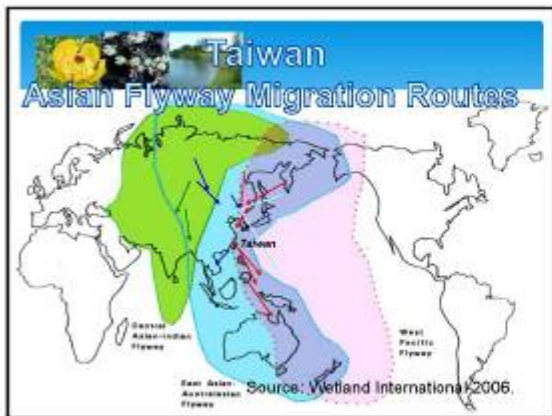 Taiwan
Asian Flyway Migration Routes
Taiwan
Central
Asian-Indian
Flyway
West
Pacific
Flyway
East Asian-
Australasian
Flyway
Source: Wetland International 2006.